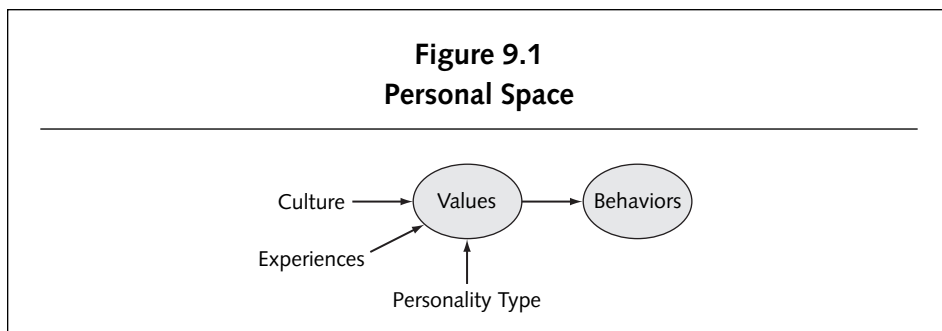 Figure 9.1
Personal Space
Culture
Values
Behaviors
Experiences
Personality Type